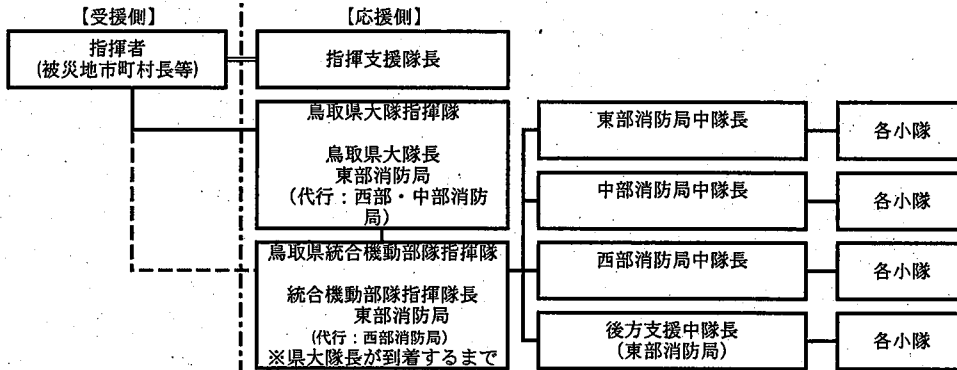 【受援側】
【応援側】
指揮者
(被災地市町村長等)
指揮支援隊長
鳥取県大隊指揮隊
鳥取県大隊長
東部消防局
(代行：西部・中部消防
局)
鳥取県統合機動部隊指揮隊
統合機動部隊指揮隊長
東部消防局
(代行：西部消防局)
※県大隊長が到着するまで
東部消防局中隊長
各小隊
中部消防局中隊長
各小隊
西部消防局中隊長
各小隊
後方支援中隊長
(東部消防局)
各小隊